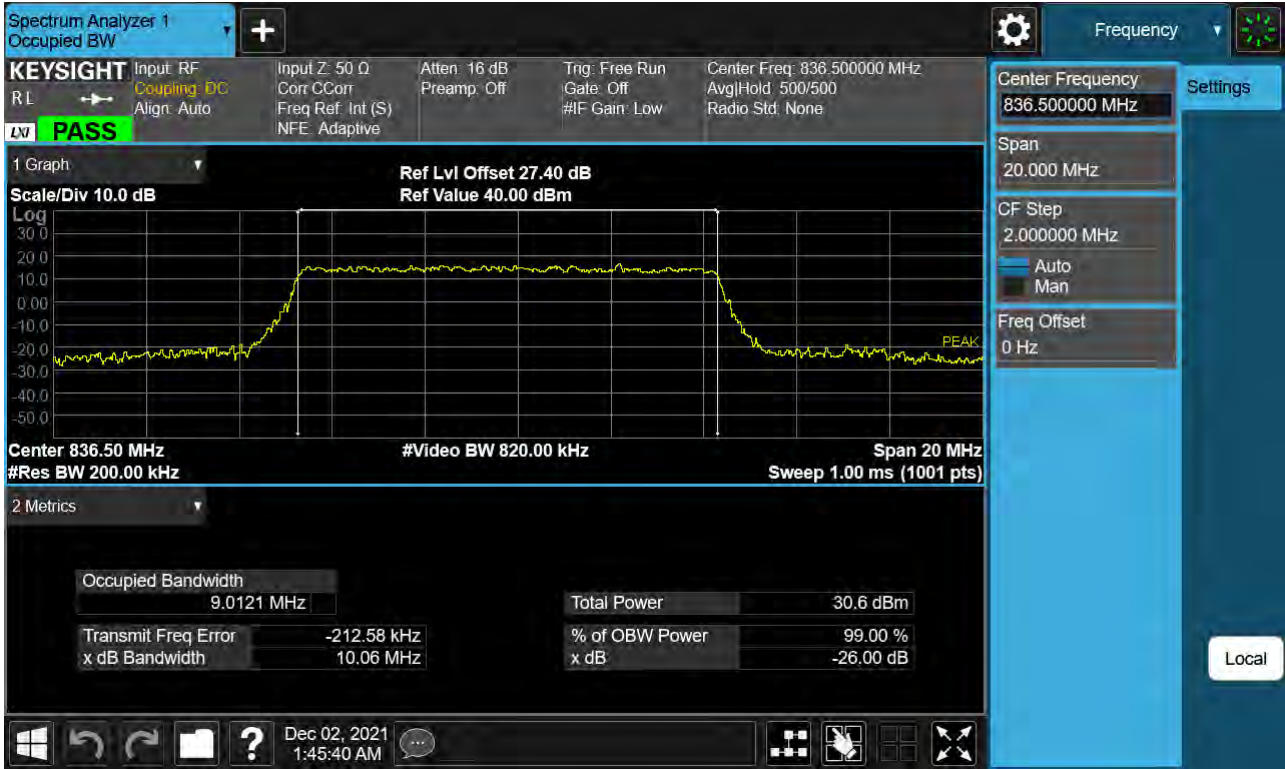 Spectrum Analyzer 1
Occupied BW
+
Frequency
KEYSIGHT
RL
LXI PASS
Input: RF
Coupling: DC
Align: Auto
Input Z: 50 Ω
Corr CCorr
Freq Ref: Int (S)
NFE: Adaptive
Atten: 16 dB
Preamp: Off
Trig: Free Run
Gate: Off
#IF Gain: Low
Center Freq: 836.500000 MHz
Avg|Hold: 500/500
Radio Std: None
Center Frequency
836.500000 MHz
Settings
Span
20.000 MHz
CF Step
2.000000 MHz
Auto
Man
Freq Offset
0 Hz
Local
1 Graph
Scale/Div 10.0 dB
Ref Lvl Offset 27.40 dB
Ref Value 40.00 dBm
Log
30.0
20.0
10.0
0.00
-10.0
-20.0
-30.0
-40.0
-50.0
PEAK
Center 836.50 MHz
#Video BW 820.00 kHz
Span 20 MHz
#Res BW 200.00 kHz
Sweep 1.00 ms (1001 pts)
2 Metrics
Occupied Bandwidth
9.0121 MHz
Total Power 30.6 dBm
Transmit Freq Error -212.58 kHz
% of OBW Power 99.00 %
x dB Bandwidth 10.06 MHz
x dB -26.00 dB
?
Dec 02, 2021
1:45:40 AM